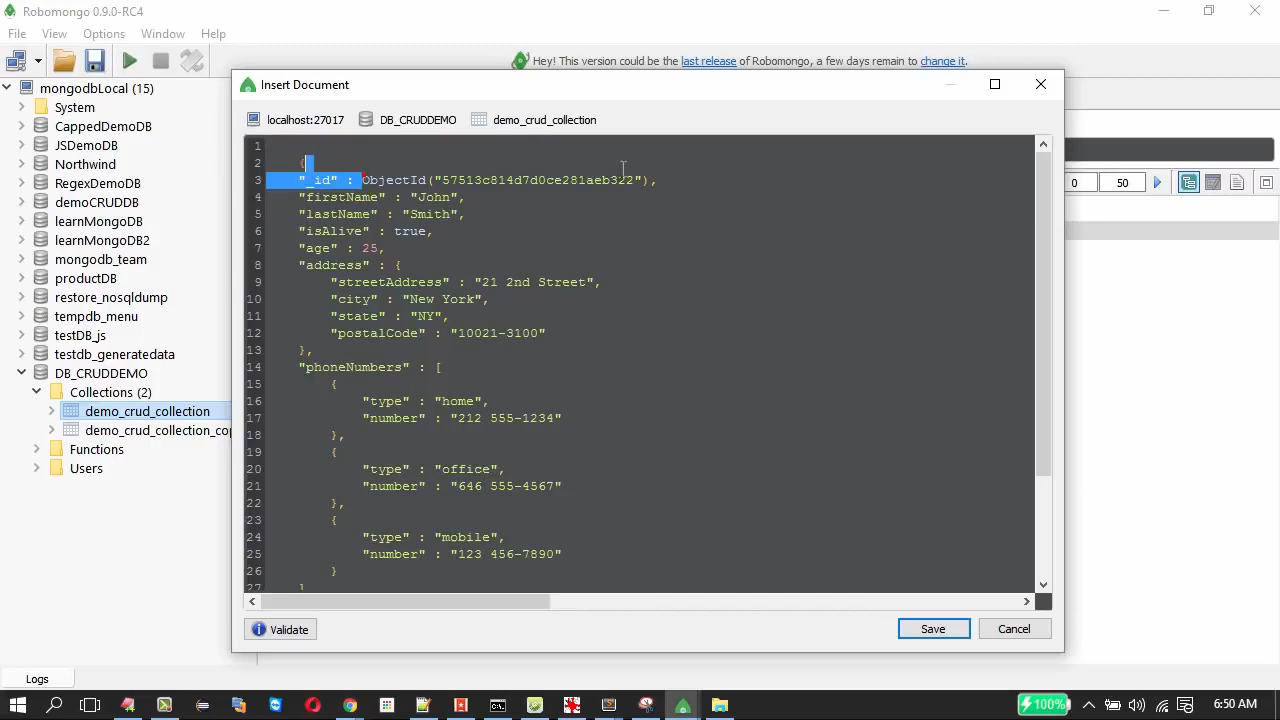 Robomongo 0.9.0-RC4
File View Options Window Help
Hey! This version could be the last release of Robomongo, a few days remain to change it.
mongodbLocal (15)
System
CappedDemoDB
JSDemoDB
Northwind
RegexDemoDB
demoCRUDDB
learnMongoDB
learnMongoDB2
mongodb_team
productDB
restore_nosqldump
tempdb_menu
testDB_js
testdb_generatedata
DB_CRUDDEMO
Collections (2)
demo_crud_collection
demo_crud_collection_cop
Functions
Users
Insert Document
localhost:27017 DB_CRUDDEMO demo_crud_collection
1
2 {
3 "_id" : ObjectId("57513c814d7d0ce281aeb322"),
4 "firstName" : "John",
5 "lastName" : "Smith",
6 "isAlive" : true,
7 "age" : 25,
8 "address" : {
9 "streetAddress" : "21 2nd Street",
10 "city" : "New York",
11 "state" : "NY",
12 "postalCode" : "10021-3100"
13 },
14 "phoneNumbers" : [
15 {
16 "type" : "home",
17 "number" : "212 555-1234"
18 },
19 {
20 "type" : "office",
21 "number" : "646 555-4567"
22 },
23 {
24 "type" : "mobile",
25 "number" : "123 456-7890"
26 }
27 ]
Validate Save Cancel
0 50
Logs
100% 6:50 AM